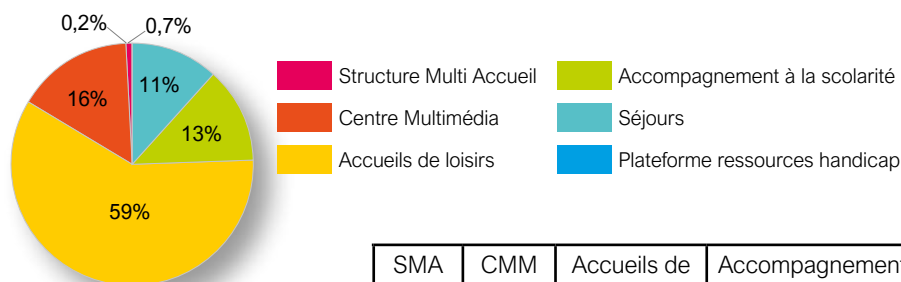 0,2% 0,7%
11%
16%
13%
59%
Structure Multi Accueil
Centre Multimédia
Accueils de loisirs
Accompagnement à la scolarité
Séjours
Plateforme ressources handicap
SMA CMM Accueils de Accompagnement